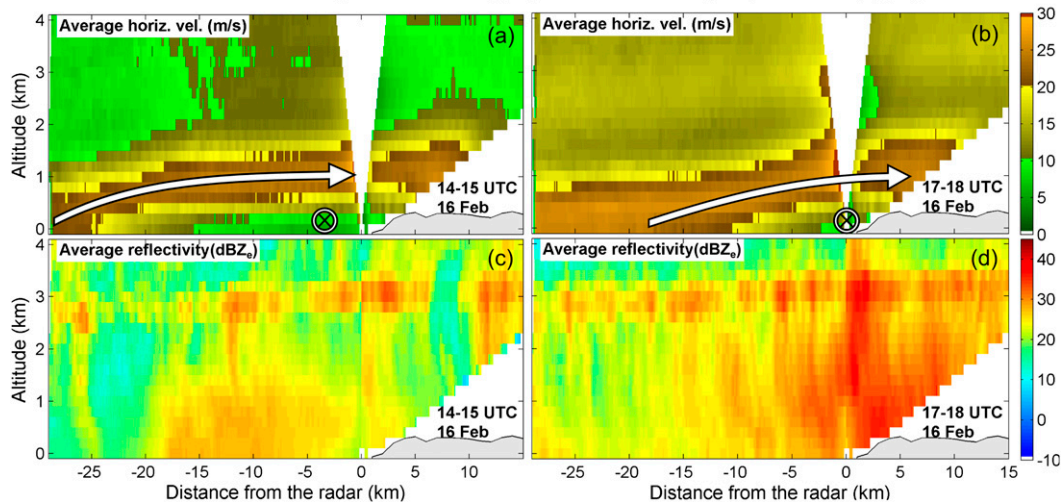 Average horiz. vel. (m/s)
(a)
14-15 UTC
16 Feb
Altitude (km)
4
3
2
1
0
Average horiz. vel. (m/s)
(b)
17-18 UTC
16 Feb
30
25
20
15
10
5
0
Average reflectivity(dBZe)
(c)
14-15 UTC
16 Feb
Altitude (km)
4
3
2
1
0
-25 -20 -15 -10 -5 0 5 10
Distance from the radar (km)
Average reflectivity(dBZe)
(d)
17-18 UTC
16 Feb
-25 -20 -15 -10 -5 0 5 10 15
Distance from the radar (km)
40
30
20
10
0
-10